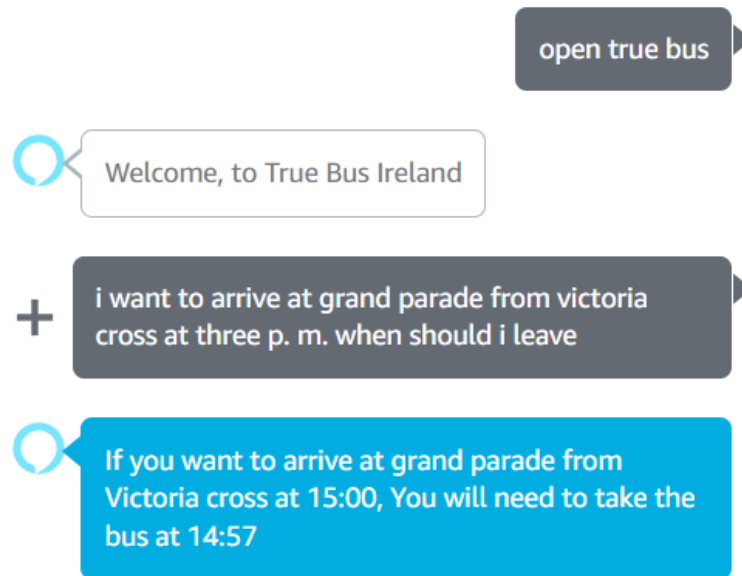 open true bus
Welcome, to True Bus Ireland
i want to arrive at grand parade from victoria
cross at three p. m. when should i leave
If you want to arrive at grand parade from
Victoria cross at 15:00, You will need to take the
bus at 14:57